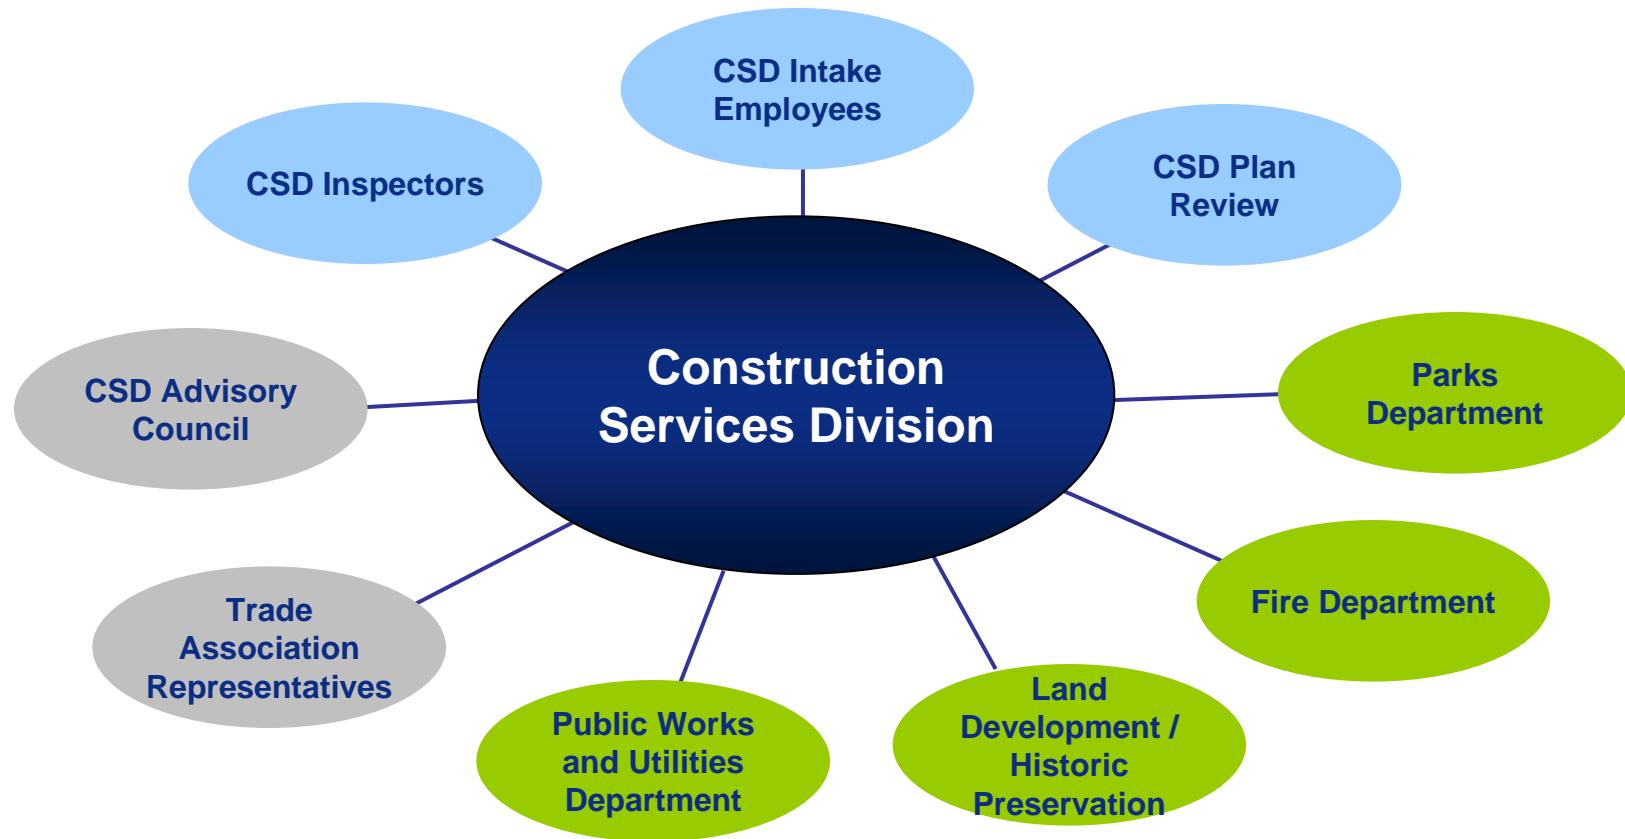 CSD Intake
Employees
CSD Inspectors
CSD Plan
Review
CSD Advisory
Council
Construction
Services Division
Parks
Department
Trade
Association
Representatives
Fire Department
Public Works
and Utilities
Department
Land
Development /
Historic
Preservation